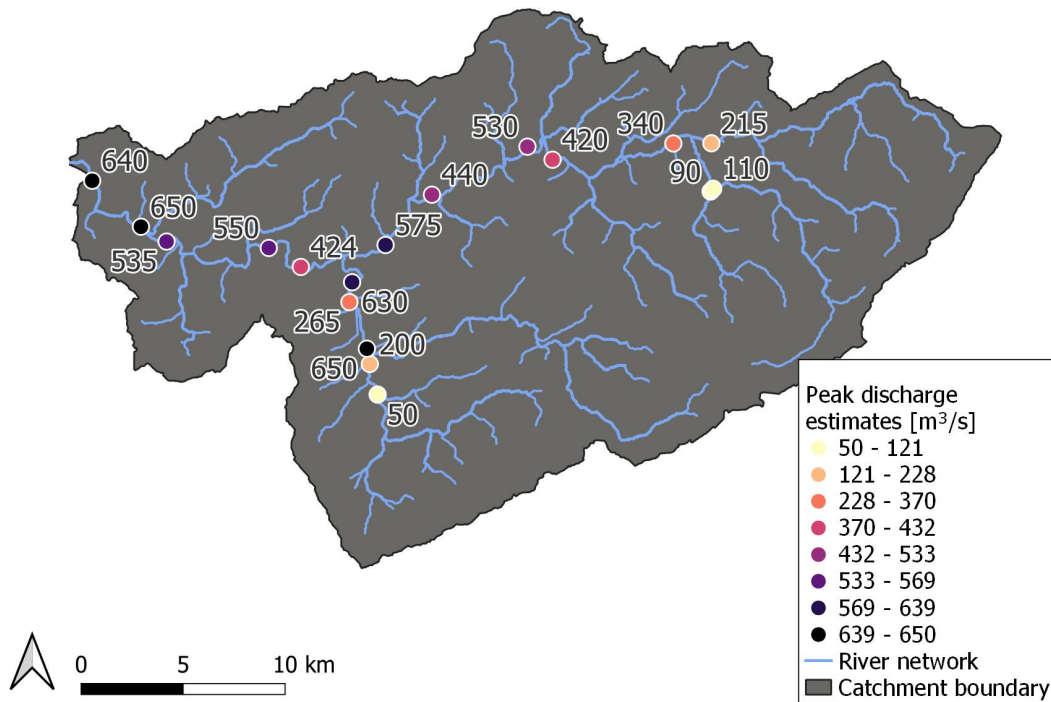 530
340
215
420
640
90
110
440
650
550
575
535
424
265
630
200
650
50
Peak discharge
estimates [m³/s]
50 - 121
121 - 228
228 - 370
370 - 432
432 - 533
533 - 569
569 - 639
639 - 650
River network
Catchment boundary
0 5 10 km